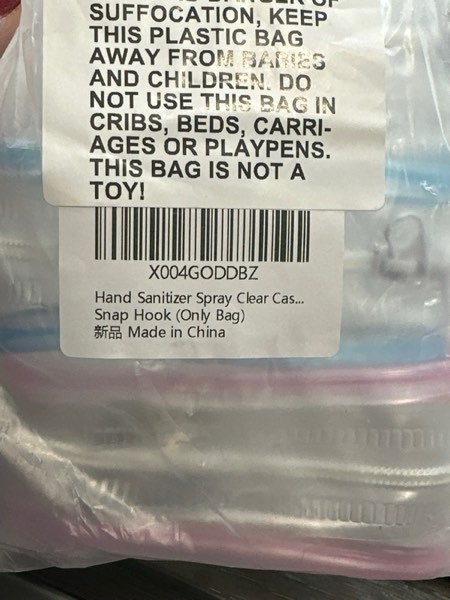 SUFFOCATION, KEEP
THIS PLASTIC BAG
AWAY FROM BABIES
AND CHILDREN. DO
NOT USE THIS BAG IN
CRIBS, BEDS, CARRI-
AGES OR PLAYPENS.
THIS BAG IS NOT A
TOY!
X004GODDBZ
Hand Sanitizer Spray Clear Cas...
Snap Hook (Only Bag)
新品 Made in China